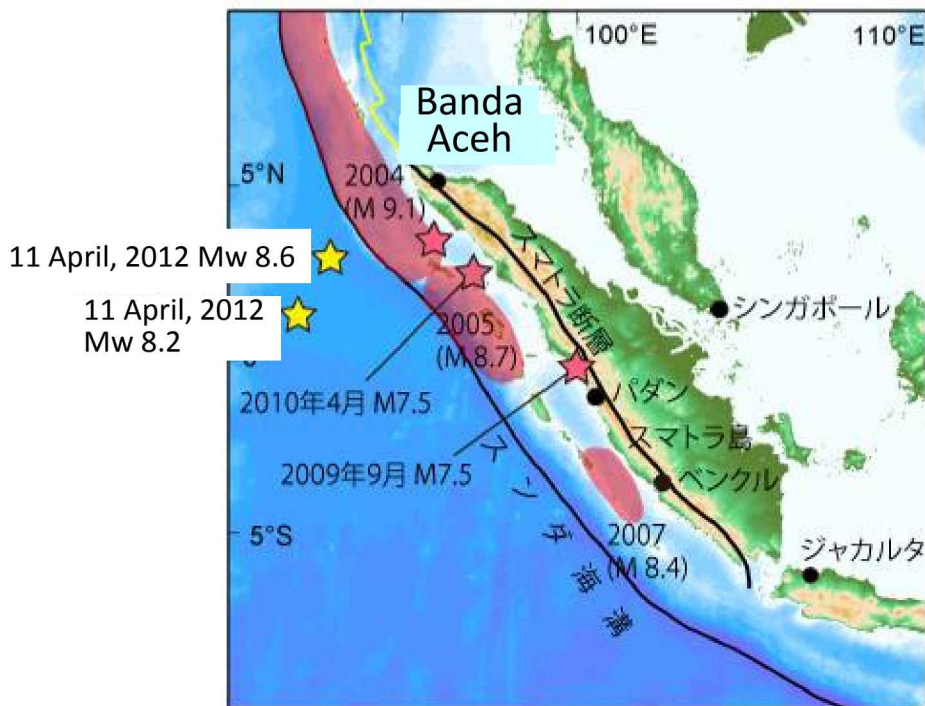 100°E
110°E
Banda
Aceh
5°N
2004
(M 9.1)
スマトラ断層
11 April, 2012 Mw 8.6
シンガポール
11 April, 2012
Mw 8.2
2005
(M 8.7)
2010年4月 M7.5
パダン
スマトラ島
2009年9月 M7.5
ベンクル
スンダ海溝
5°S
2007
(M 8.4)
ジャカルタ